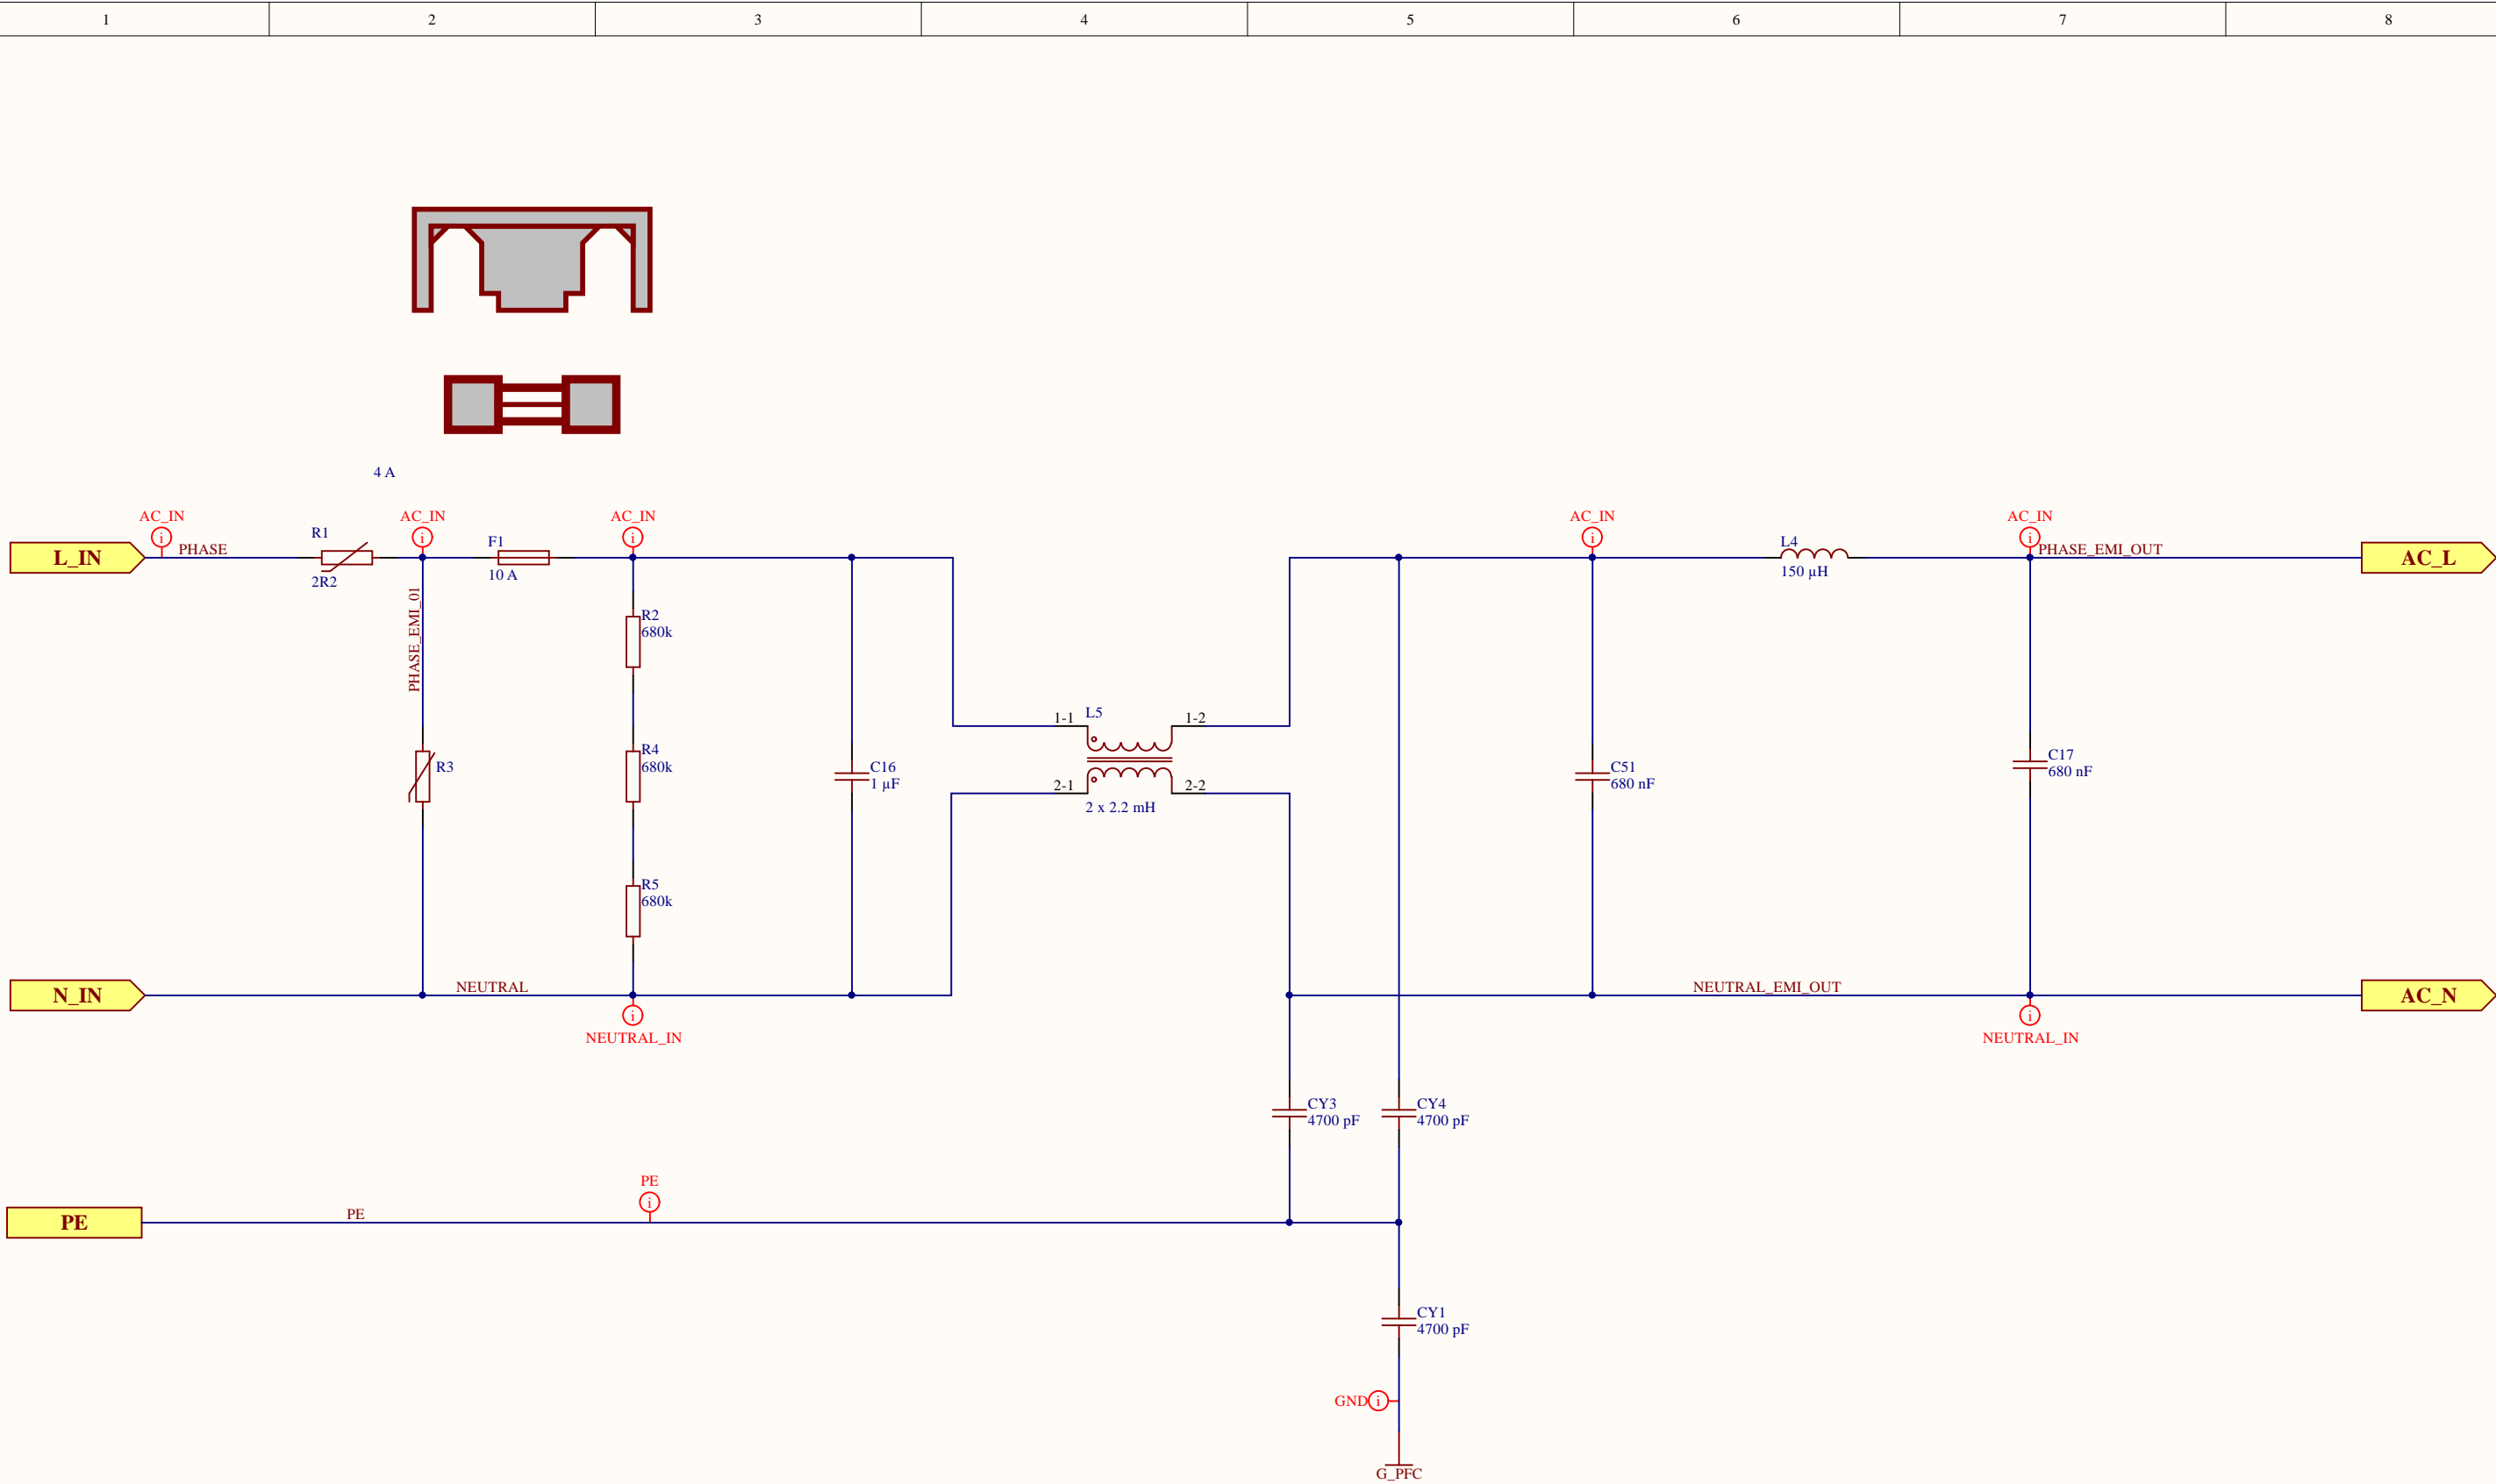 1 2 3 4 5 6 7 8
4 A
AC_IN AC_IN AC_IN AC_IN AC_IN
L_IN
PHASE
R1
2R2
F1
10 A
L4
150 µH
PHASE_EMI_OUT
AC_L
PHASE_EMI_01
R2
680k
R3
R4
680k
R5
680k
C16
1 µF
1-1 L5 1-2
2-1 2-2
2 x 2.2 mH
C51
680 nF
C17
680 nF
N_IN
NEUTRAL
NEUTRAL_EMI_OUT
AC_N
NEUTRAL_IN NEUTRAL_IN
CY3
4700 pF
CY4
4700 pF
PE
PE
PE
CY1
4700 pF
GND
G_PFC